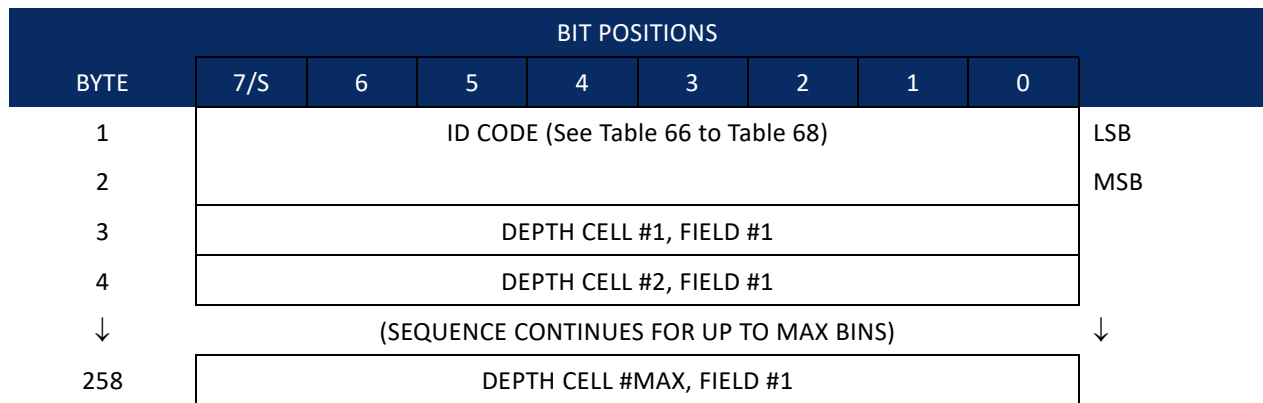 BIT POSITIONS
BYTE 7/S 6 5 4 3 2 1 0
1 ID CODE (See Table 66 to Table 68) LSB
2 MSB
3 DEPTH CELL #1, FIELD #1
4 DEPTH CELL #2, FIELD #1
↓ (SEQUENCE CONTINUES FOR UP TO MAX BINS) ↓
258 DEPTH CELL #MAX, FIELD #1